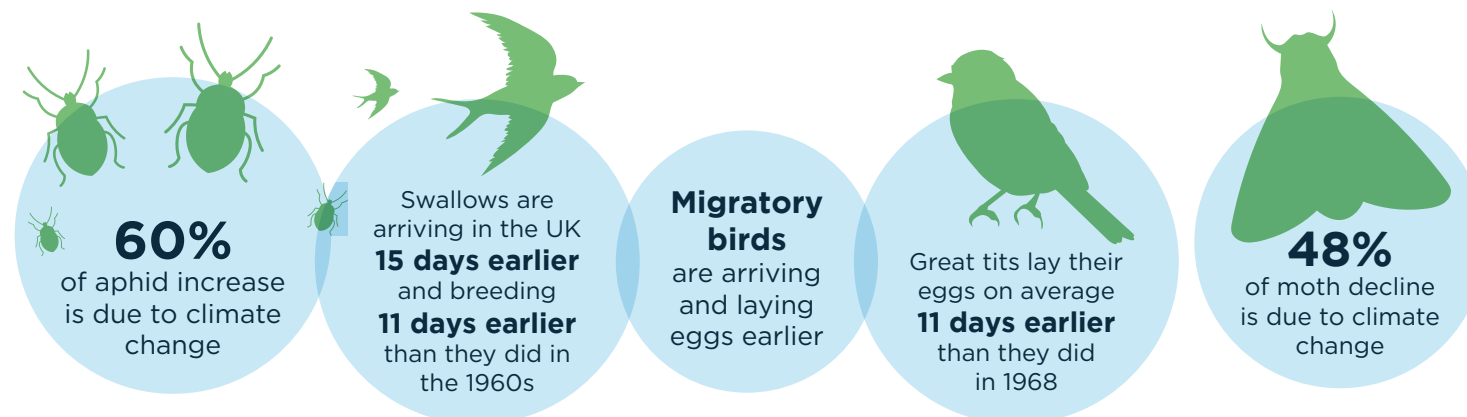 60%
of aphid increase
is due to climate
change
Swallows are
arriving in the UK
15 days earlier
and breeding
11 days earlier
than they did in
the 1960s
Migratory
birds
are arriving
and laying
eggs earlier
Great tits lay their
eggs on average
11 days earlier
than they did
in 1968
48%
of moth decline
is due to climate
change